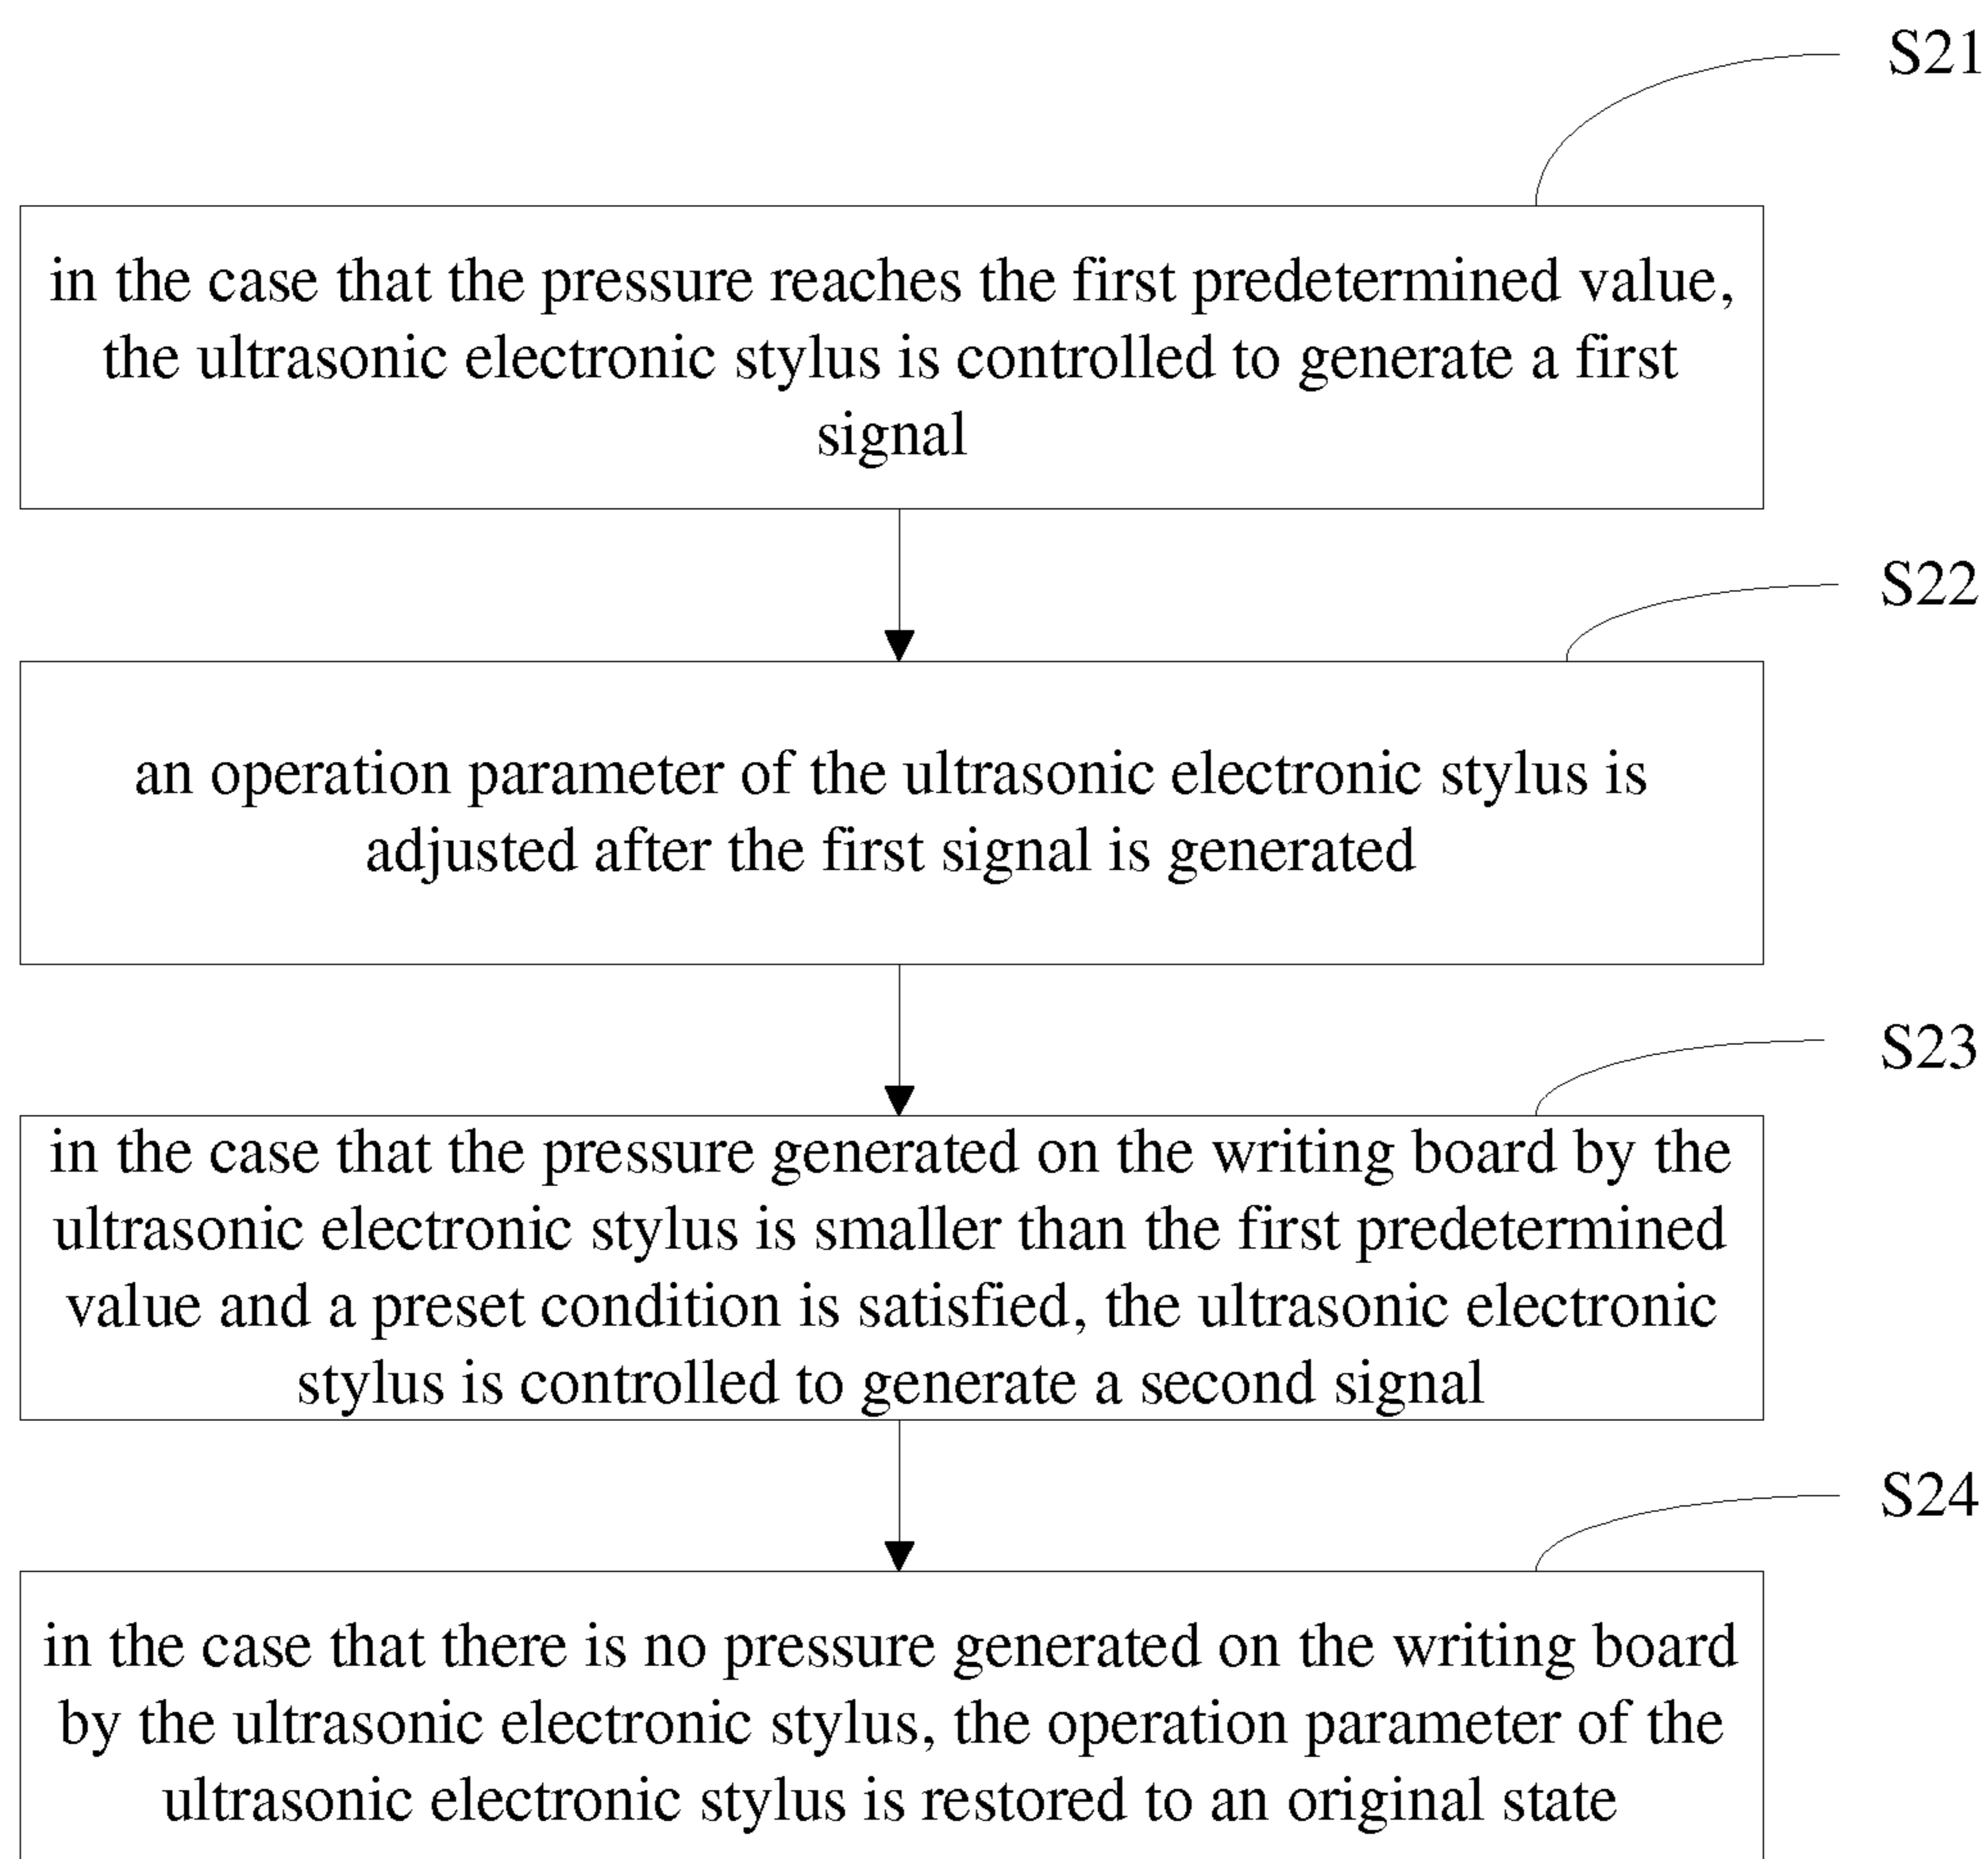 S21
in the case that the pressure reaches the first predetermined value,
the ultrasonic electronic stylus is controlled to generate a first
signal
S22
an operation parameter of the ultrasonic electronic stylus is
adjusted after the first signal is generated
S23
in the case that the pressure generated on the writing board by the
ultrasonic electronic stylus is smaller than the first predetermined
value and a preset condition is satisfied, the ultrasonic electronic
stylus is controlled to generate a second signal
S24
in the case that there is no pressure generated on the writing board
by the ultrasonic electronic stylus, the operation parameter of the
ultrasonic electronic stylus is restored to an original state